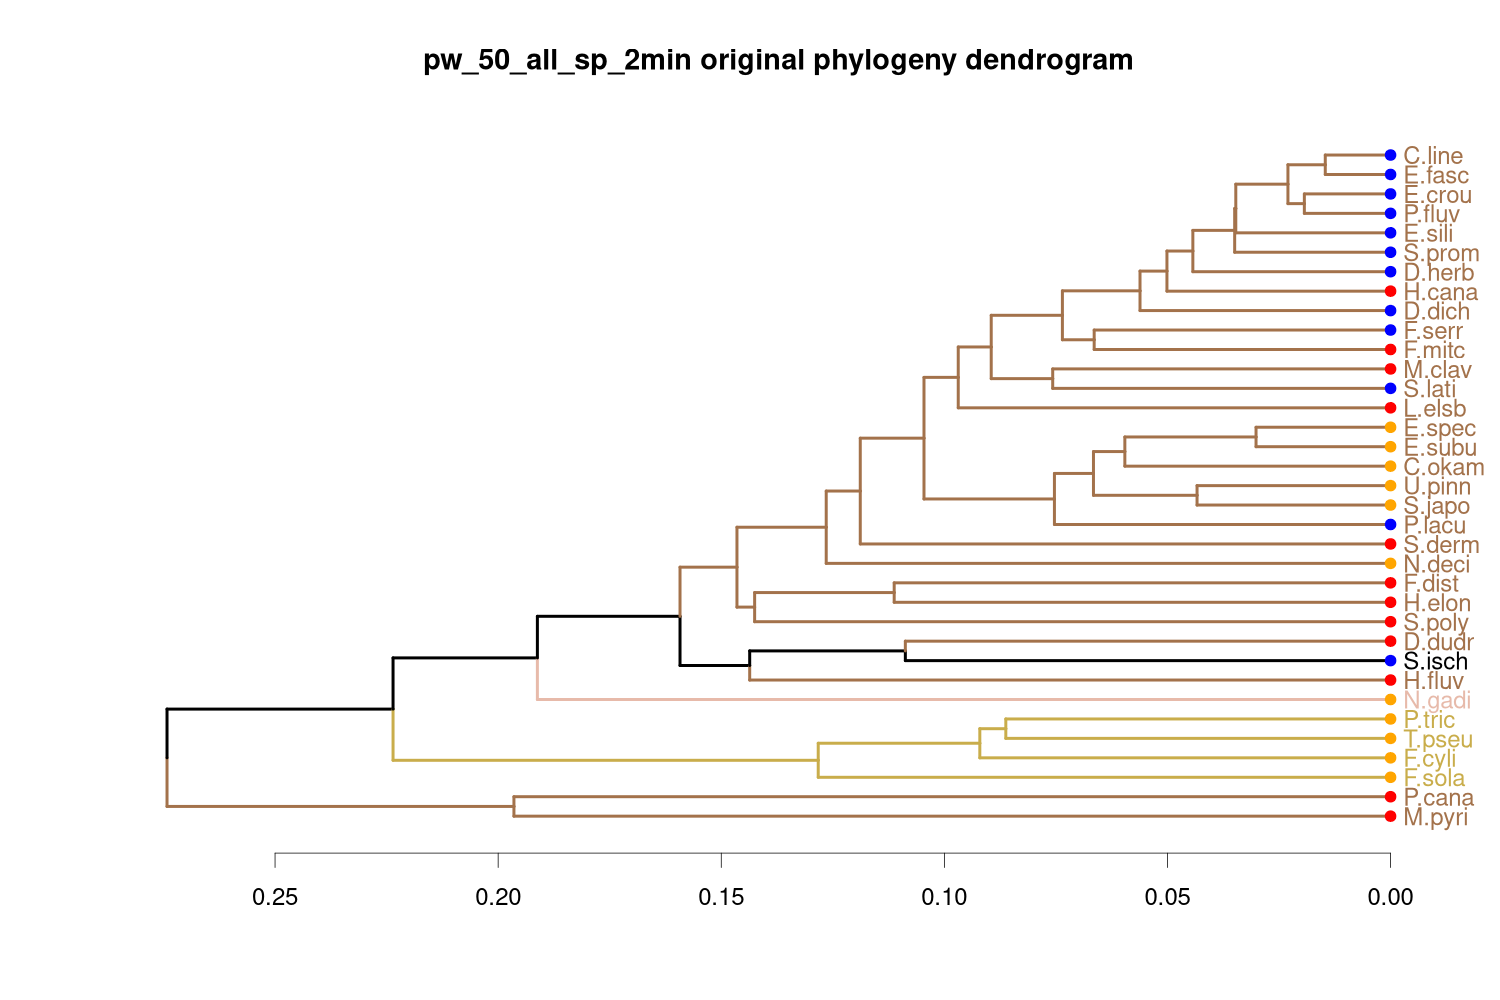 pw_50_all_sp_2min original phylogeny dendrogram
C.line
E.fasc
E.crou
P.fluv
E.sili
S.prom
D.herb
H.cana
D.dich
F.serr
F.mitc
M.clav
S.lati
L.elsb
E.spec
E.subu
C.okam
U.pinn
S.japo
P.lacu
S.derm
N.deci
F.dist
H.elon
S.poly
D.dudr
S.isch
H.fluv
N.gadi
P.tric
T.pseu
F.cyli
F.sola
P.cana
M.pyri
0.25 0.20 0.15 0.10 0.05 0.00